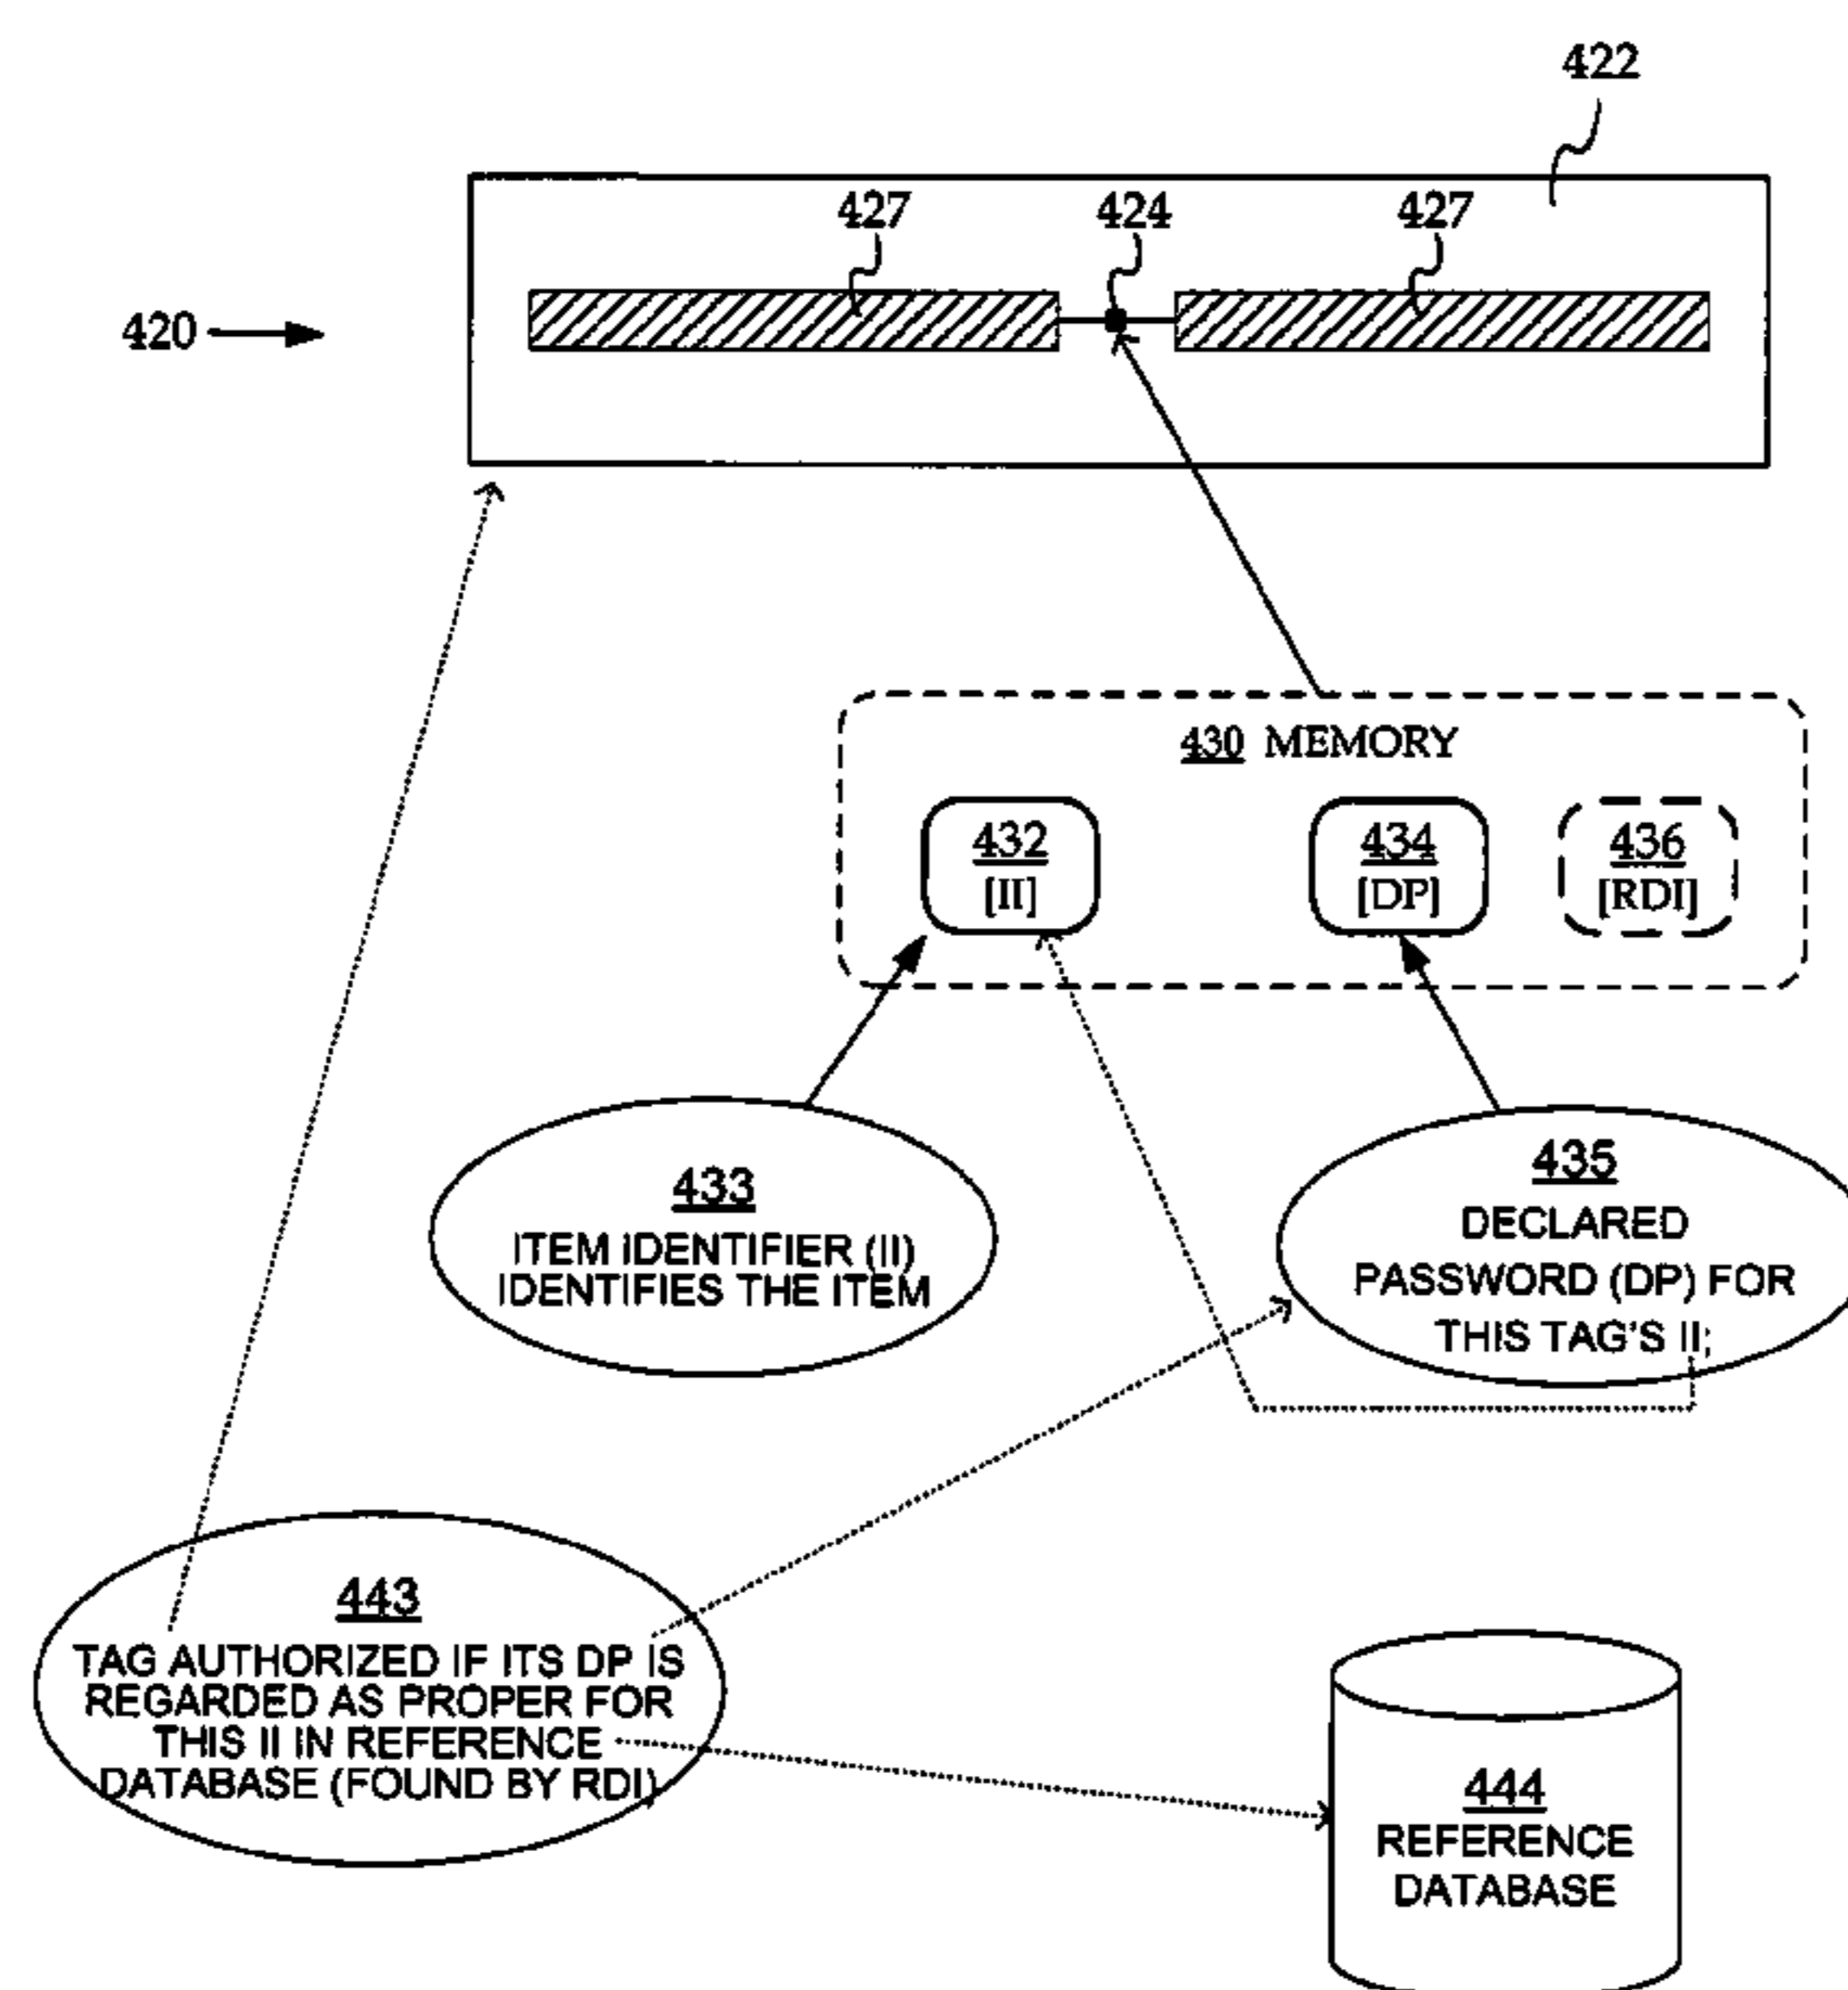 422
427
424
427
420
430 MEMORY
432
[II]
434
[DP]
436
[RDI]
433
ITEM IDENTIFIER (II)
IDENTIFIES THE ITEM
435
DECLARED
PASSWORD (DP) FOR
THIS TAG'S II
443
TAG AUTHORIZED IF ITS DP IS
REGARDED AS PROPER FOR
THIS II IN REFERENCE
DATABASE (FOUND BY RDI)
444
REFERENCE
DATABASE